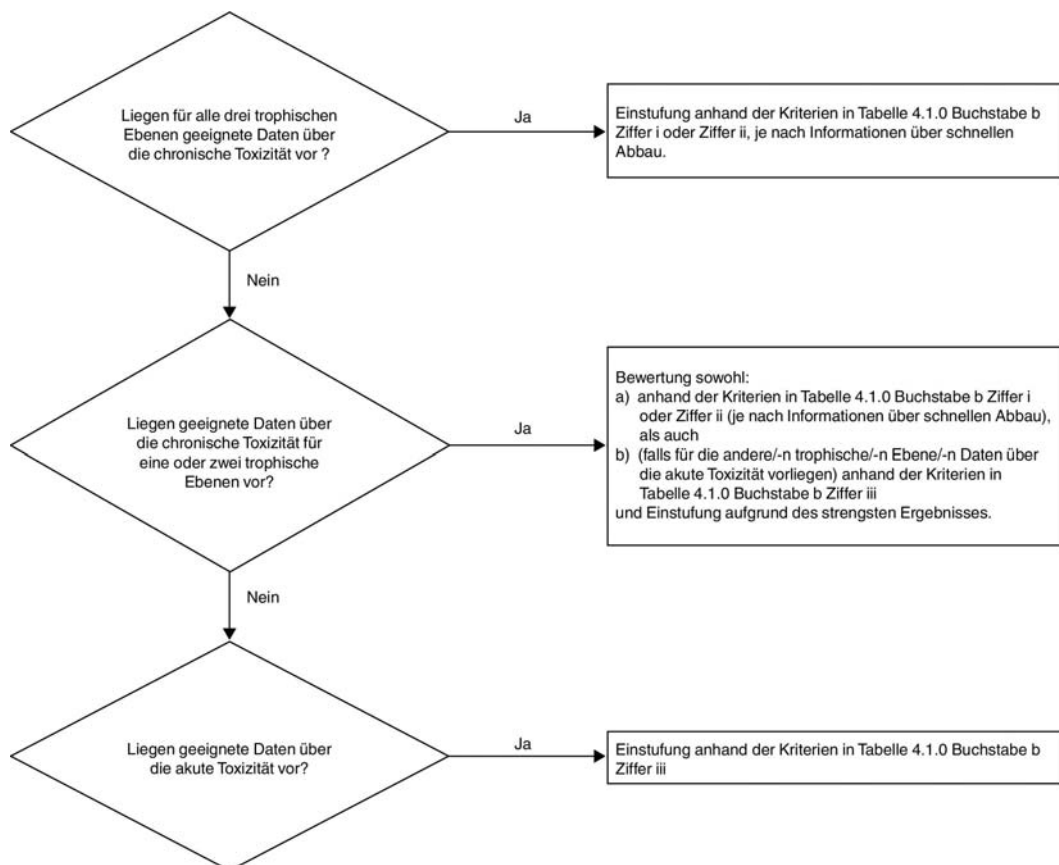 Liegen für alle drei trophischen
Ebenen geeignete Daten über
die chronische Toxizität vor ?
Ja
Einstufung anhand der Kriterien in Tabelle 4.1.0 Buchstabe b
Ziffer i oder Ziffer ii, je nach Informationen über schnellen
Abbau.
Nein
Liegen geeignete Daten über
die chronische Toxizität für
eine oder zwei trophische
Ebenen vor?
Ja
Bewertung sowohl:
a) anhand der Kriterien in Tabelle 4.1.0 Buchstabe b Ziffer i
oder Ziffer ii (je nach Informationen über schnellen Abbau),
als auch
b) (falls für die andere/-n trophische/-n Ebene/-n Daten über
die akute Toxizität vorliegen) anhand der Kriterien in
Tabelle 4.1.0 Buchstabe b Ziffer iii
und Einstufung aufgrund des strengsten Ergebnisses.
Nein
Liegen geeignete Daten über
die akute Toxizität vor?
Ja
Einstufung anhand der Kriterien in Tabelle 4.1.0 Buchstabe b
Ziffer iii